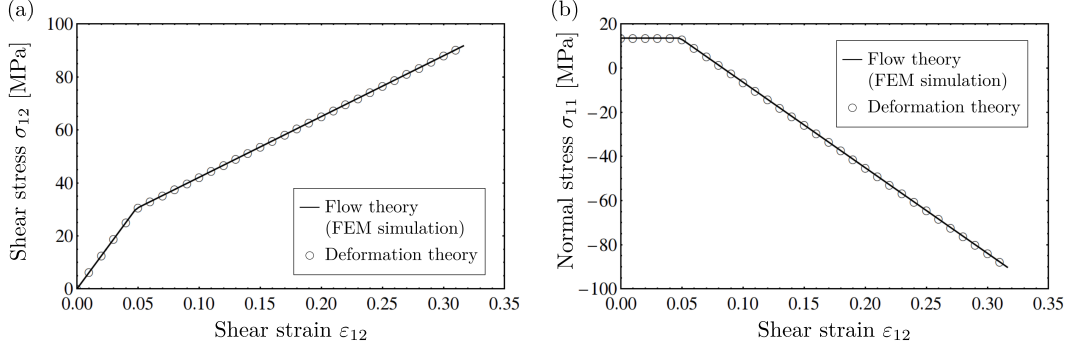 (a)
Shear stress σ12 [MPa]
100
80
60
40
20
0
0.00 0.05 0.10 0.15 0.20 0.25 0.30 0.35
Shear strain ε12
Flow theory
(FEM simulation)
Deformation theory
(b)
Normal stress σ11 [MPa]
20
0
−20
−40
−60
−80
−100
0.00 0.05 0.10 0.15 0.20 0.25 0.30 0.35
Shear strain ε12
Flow theory
(FEM simulation)
Deformation theory